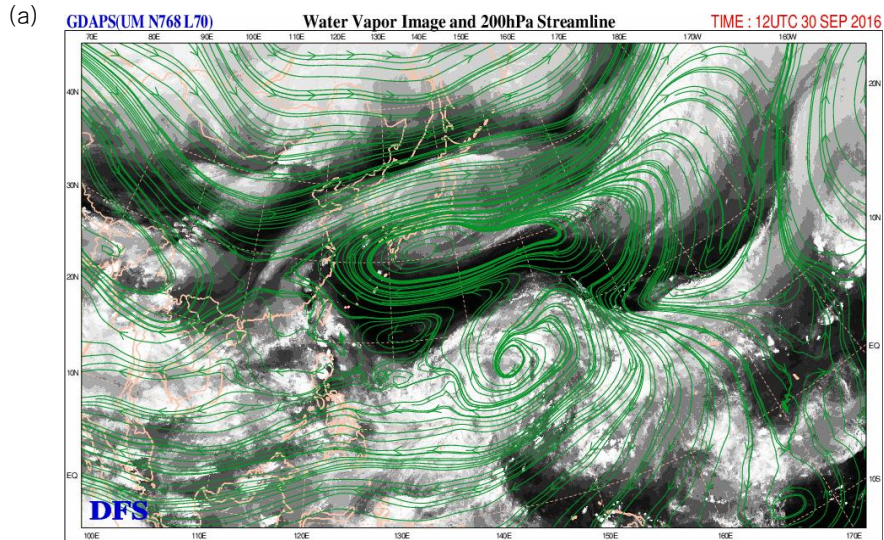 (a)
GDAPS(UM N768 L70) Water Vapor Image and 200hPa Streamline TIME : 12UTC 30 SEP 2016
70E 80E 90E 100E 110E 120E 130E 140E 150E 160E 170E 180E 170W 160W
40N 20N
30N
10N
20N
EQ
10N
EQ 10S
DFS
100E 110E 120E 130E 140E 150E 160E 170E